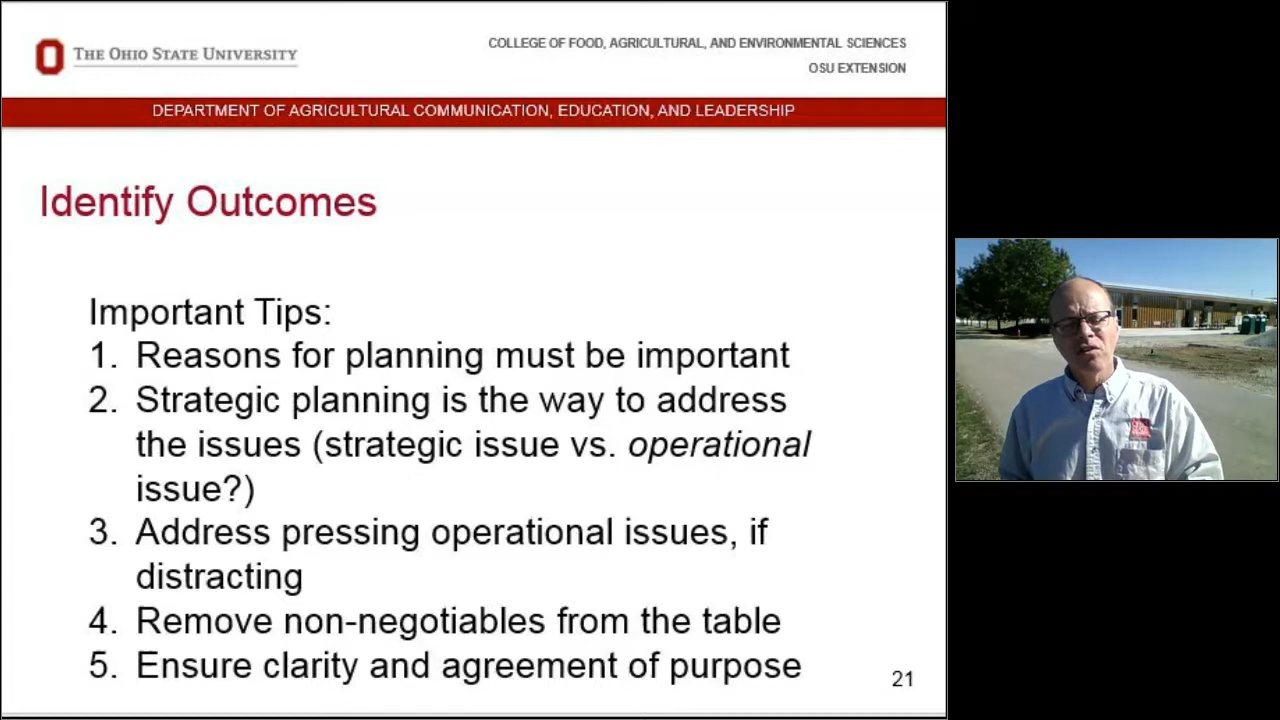 THE OHIO STATE UNIVERSITY
COLLEGE OF FOOD, AGRICULTURAL, AND ENVIRONMENTAL SCIENCES
OSU EXTENSION
DEPARTMENT OF AGRICULTURAL COMMUNICATION, EDUCATION, AND LEADERSHIP
Identify Outcomes
Important Tips:
1. Reasons for planning must be important
2. Strategic planning is the way to address
the issues (strategic issue vs. operational
issue?)
3. Address pressing operational issues, if
distracting
4. Remove non-negotiables from the table
5. Ensure clarity and agreement of purpose
21